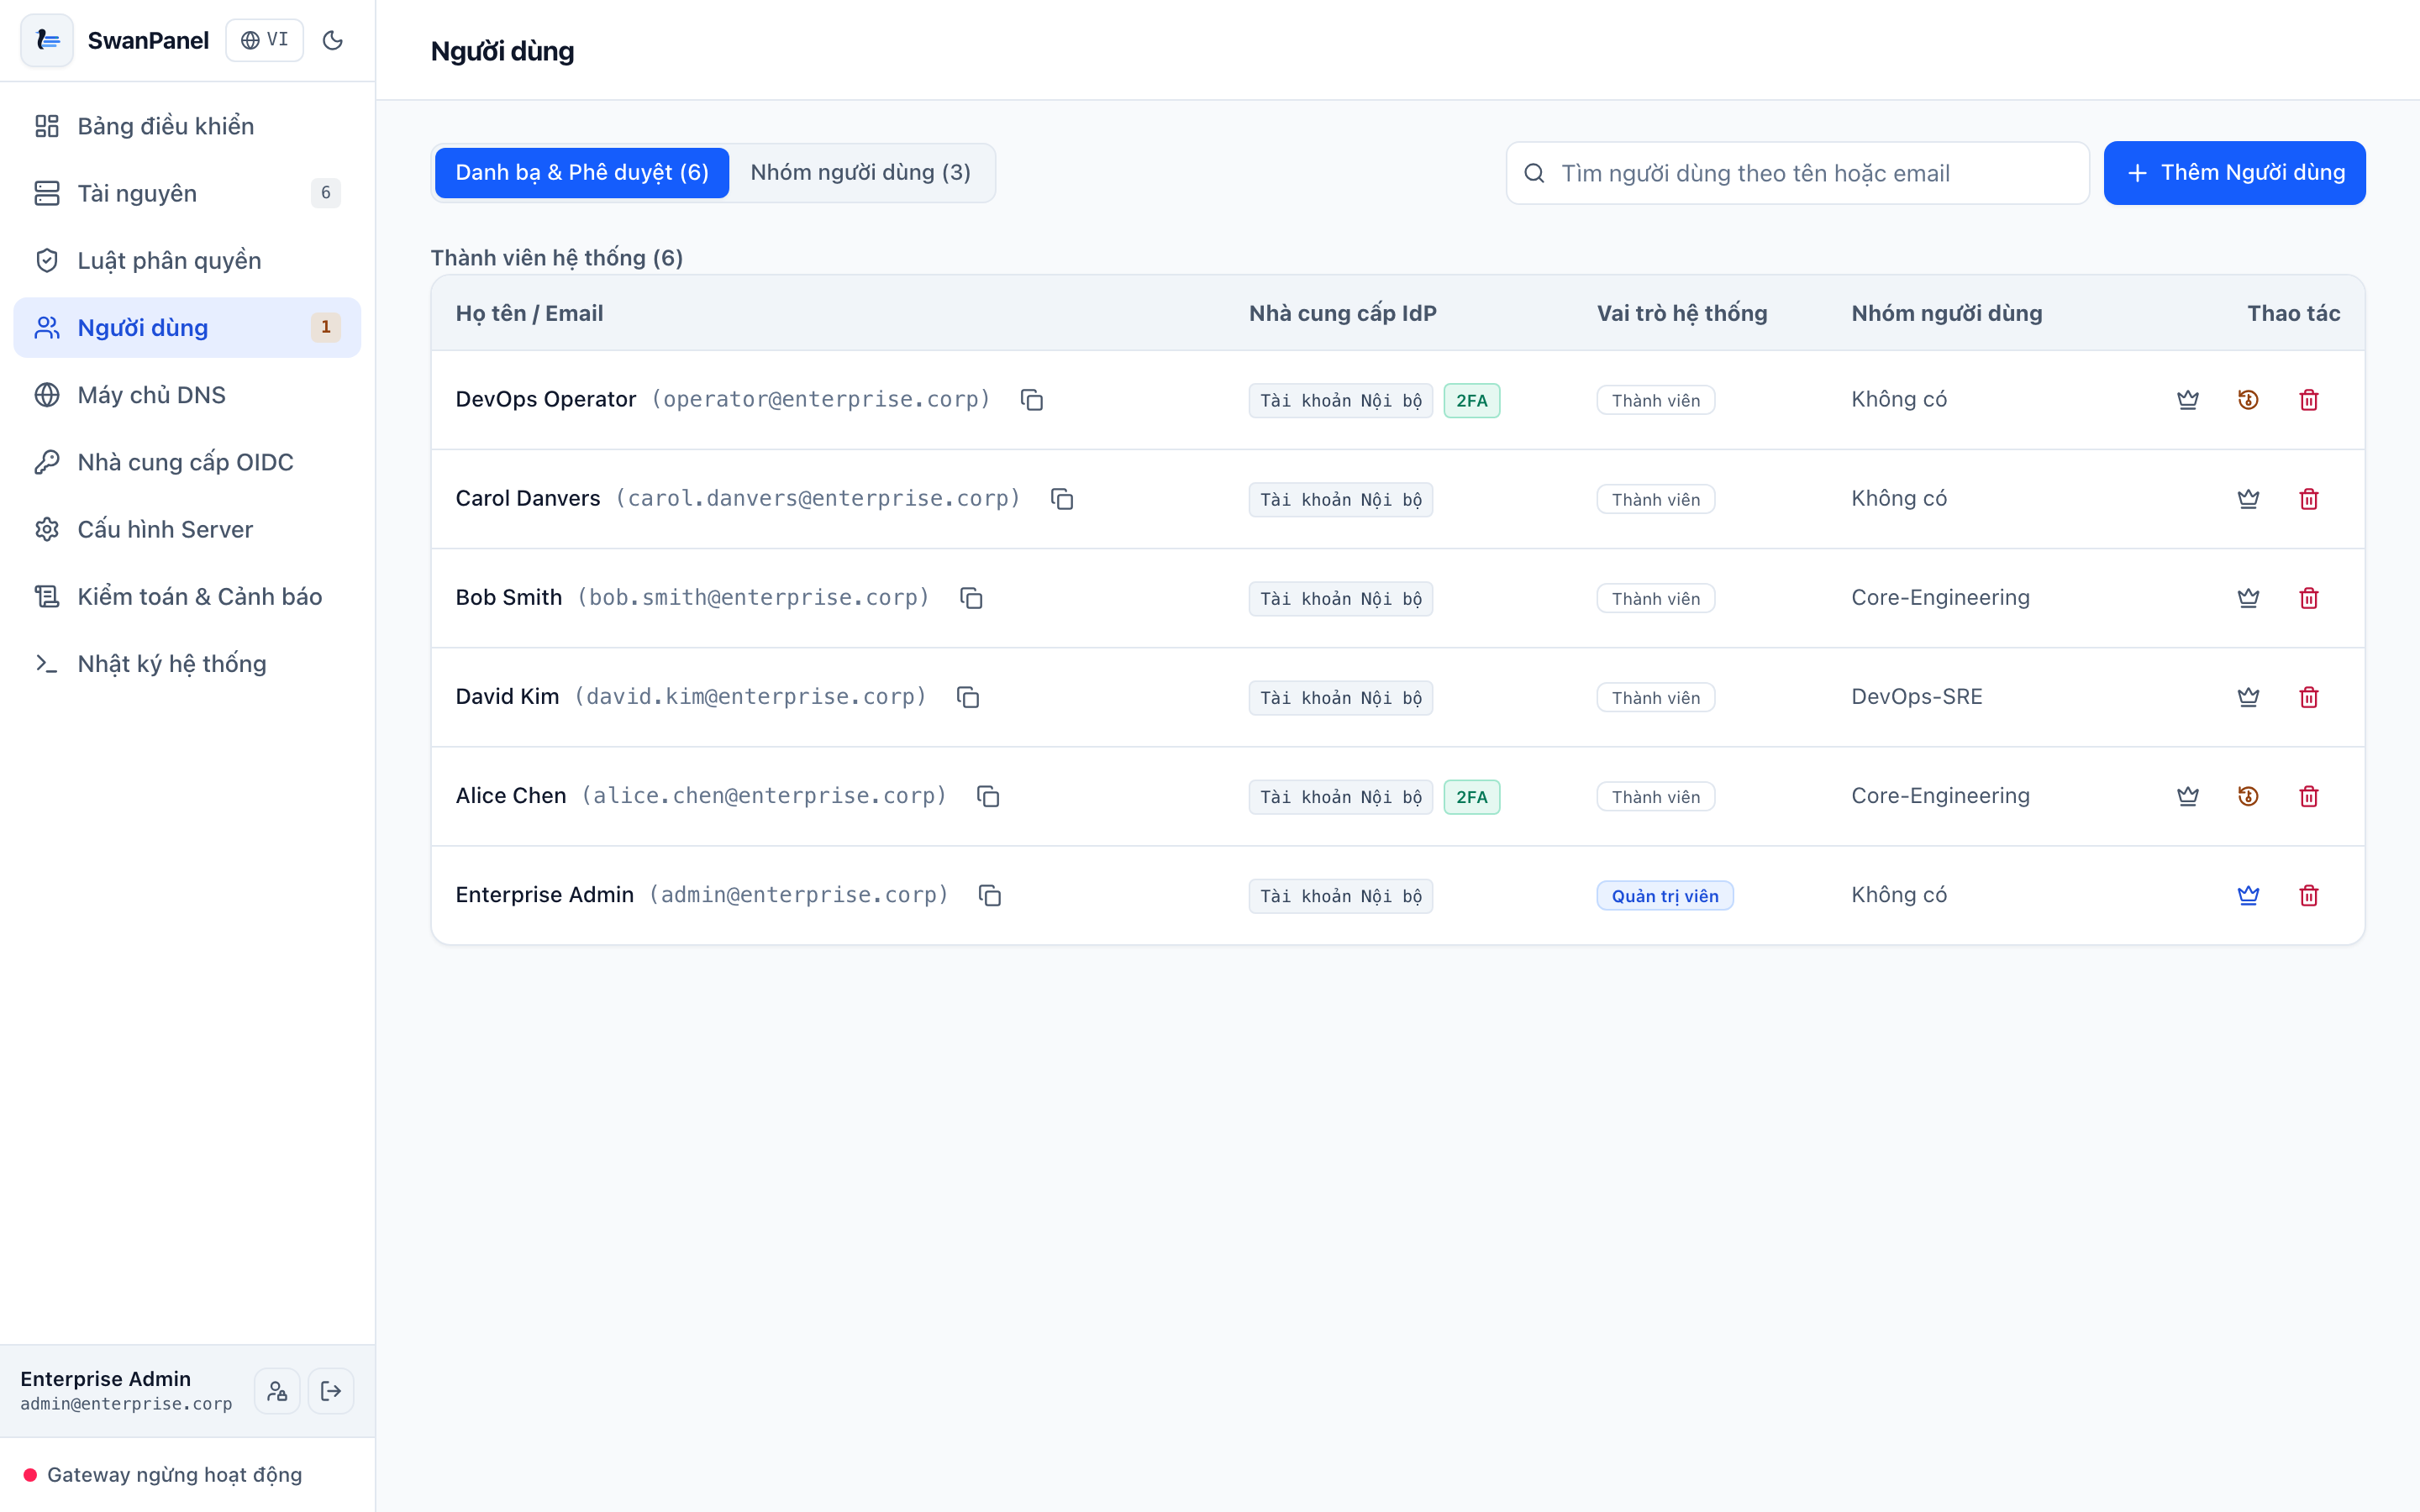 SwanPanel
VI
Bảng điều khiển
Tài nguyên 6
Luật phân quyền
Người dùng 1
Máy chủ DNS
Nhà cung cấp OIDC
Cấu hình Server
Kiểm toán & Cảnh báo
Nhật ký hệ thống
Enterprise Admin
admin@enterprise.corp
Gateway ngừng hoạt động
Người dùng
Danh bạ & Phê duyệt (6) Nhóm người dùng (3)
Tìm người dùng theo tên hoặc email
Thêm Người dùng
Thành viên hệ thống (6)
Họ tên / Email Nhà cung cấp IdP Vai trò hệ thống Nhóm người dùng Thao tác
DevOps Operator (operator@enterprise.corp) Tài khoản Nội bộ 2FA Thành viên Không có
Carol Danvers (carol.danvers@enterprise.corp) Tài khoản Nội bộ Thành viên Không có
Bob Smith (bob.smith@enterprise.corp) Tài khoản Nội bộ Thành viên Core-Engineering
David Kim (david.kim@enterprise.corp) Tài khoản Nội bộ Thành viên DevOps-SRE
Alice Chen (alice.chen@enterprise.corp) Tài khoản Nội bộ 2FA Thành viên Core-Engineering
Enterprise Admin (admin@enterprise.corp) Tài khoản Nội bộ Quản trị viên Không có